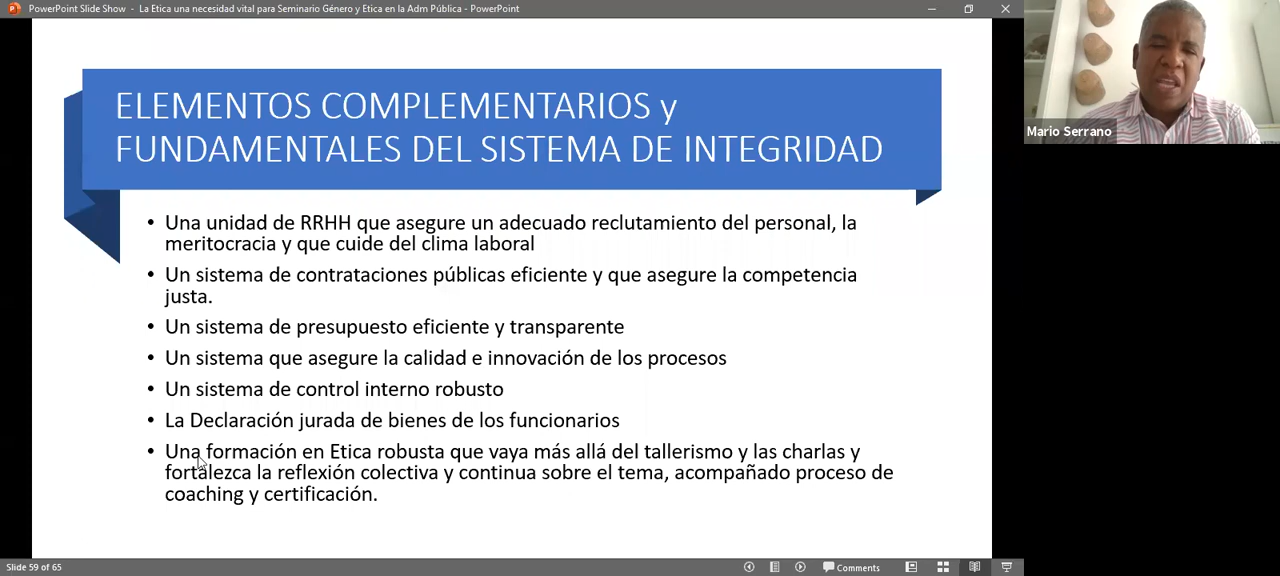 PowerPoint Slide Show - La Etica una necesidad vital para Seminario Género y Etica en la Adm Pública - PowerPoint
ELEMENTOS COMPLEMENTARIOS y
FUNDAMENTALES DEL SISTEMA DE INTEGRIDAD
• Una unidad de RRHH que asegure un adecuado reclutamiento del personal, la
meritocracia y que cuide del clima laboral
• Un sistema de contrataciones públicas eficiente y que asegure la competencia
justa.
• Un sistema de presupuesto eficiente y transparente
• Un sistema que asegure la calidad e innovación de los procesos
• Un sistema de control interno robusto
• La Declaración jurada de bienes de los funcionarios
• Una formación en Etica robusta que vaya más allá del tallerismo y las charlas y
fortalezca la reflexión colectiva y continua sobre el tema, acompañado proceso de
coaching y certificación.
Mario Serrano
Slide 59 of 65
Comments